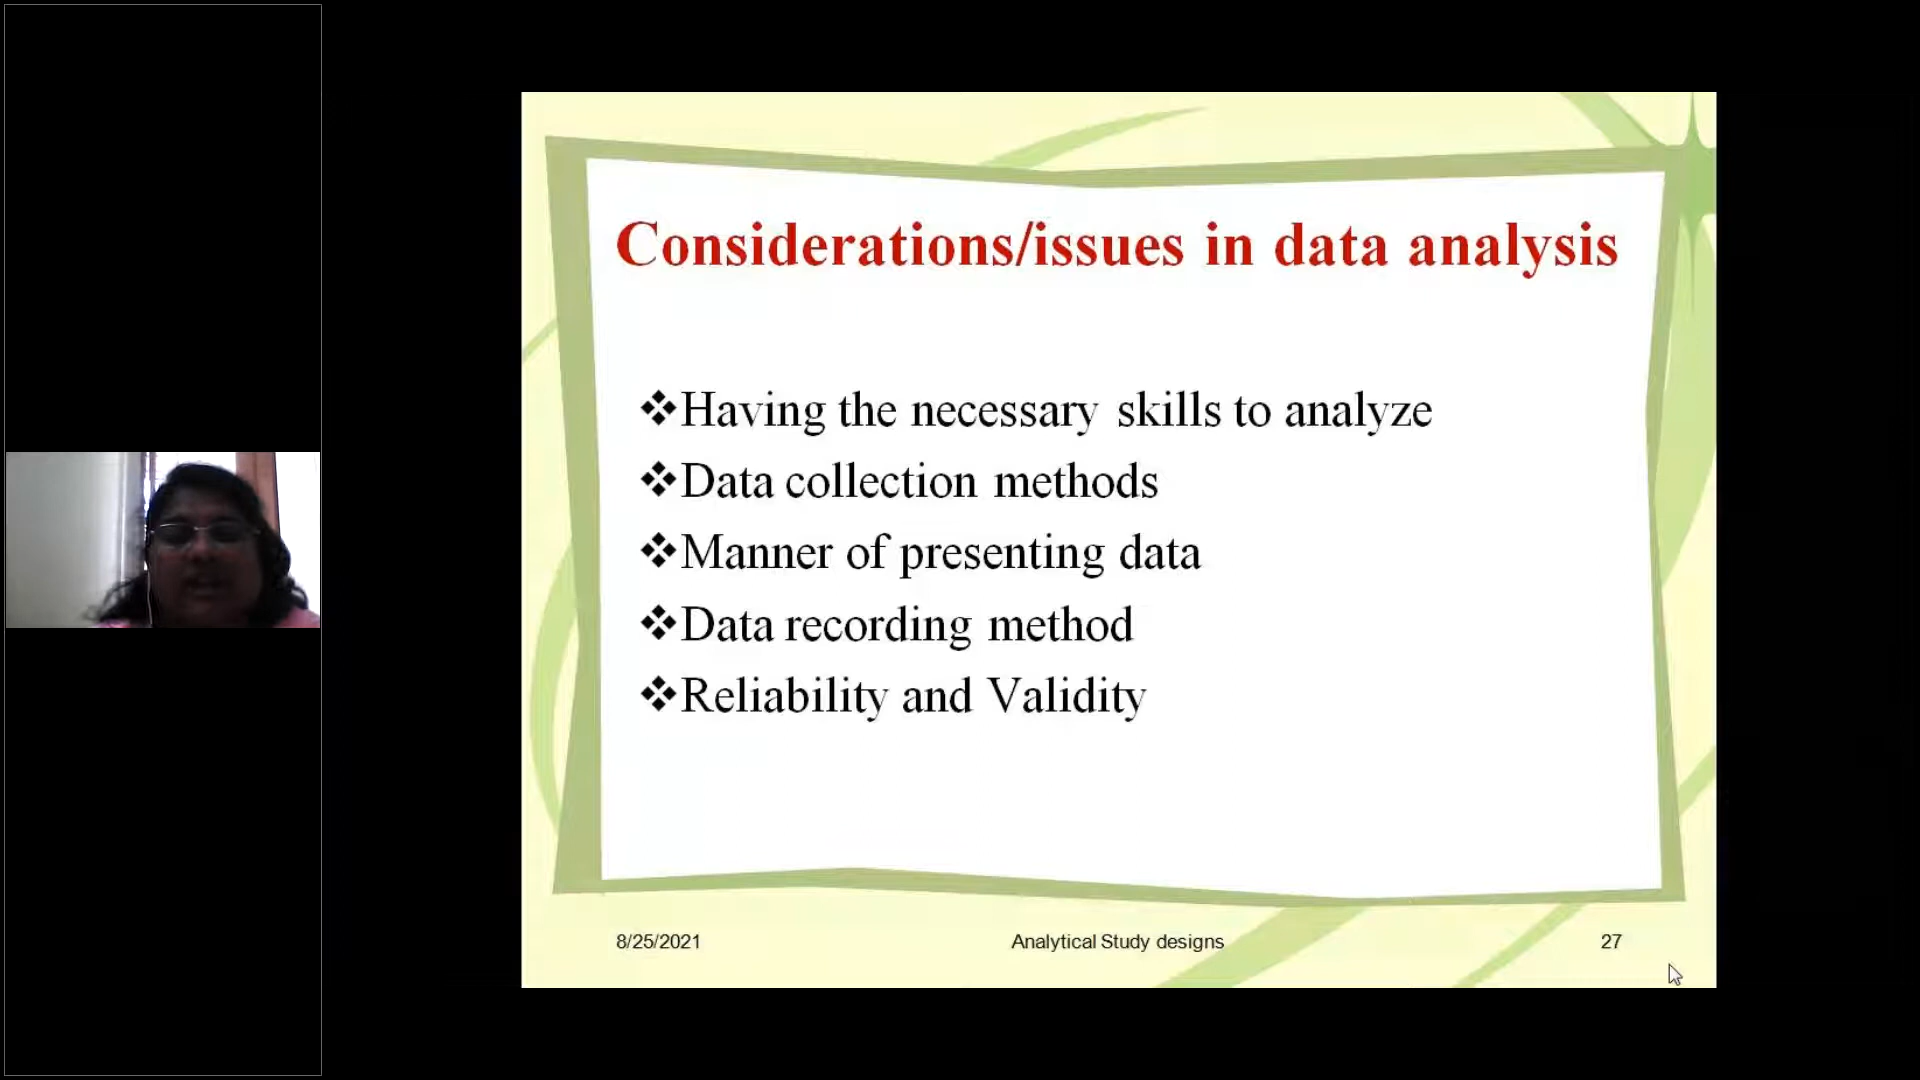 Considerations/issues in data analysis
❖Having the necessary skills to analyze
❖Data collection methods
❖Manner of presenting data
❖Data recording method
❖Reliability and Validity
8/25/2021 Analytical Study designs 27